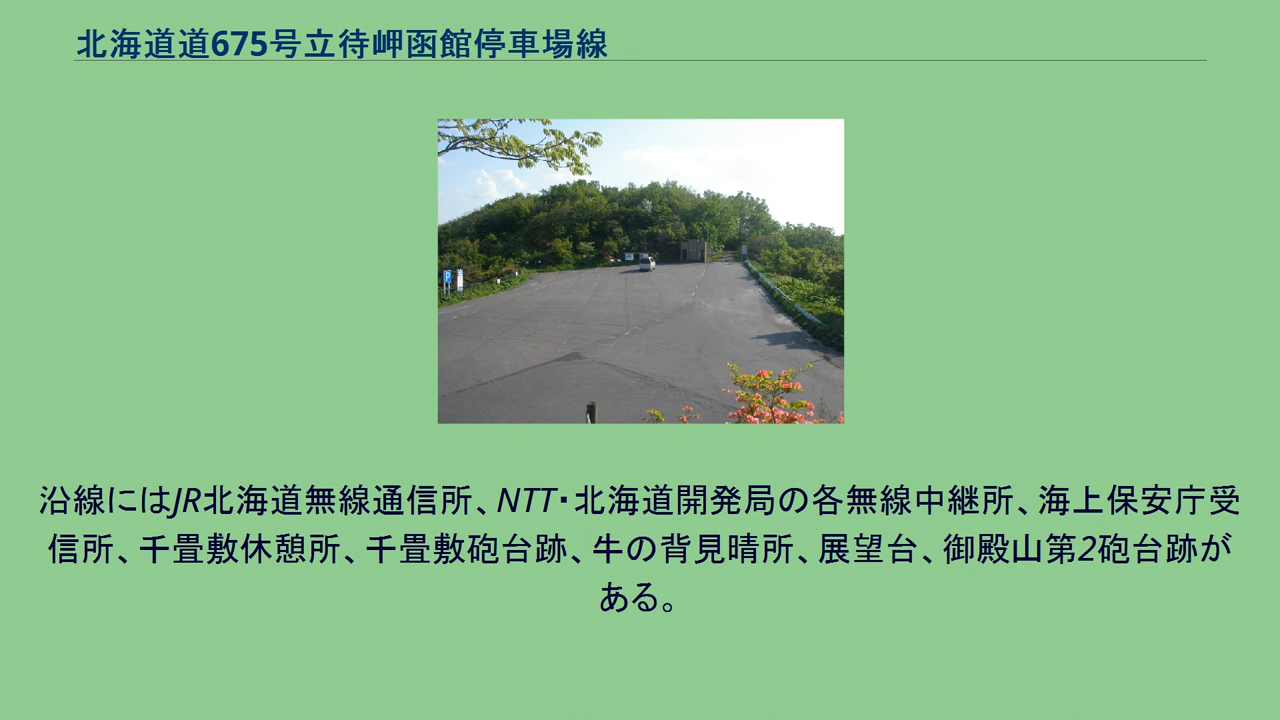 北海道道675号立待岬函館停車場線
P
沿線にはJR北海道無線通信所、NTT・北海道開発局の各無線中継所、海上保安庁受
信所、千畳敷休憩所、千畳敷砲台跡、牛の背見晴所、展望台、御殿山第2砲台跡が
ある。